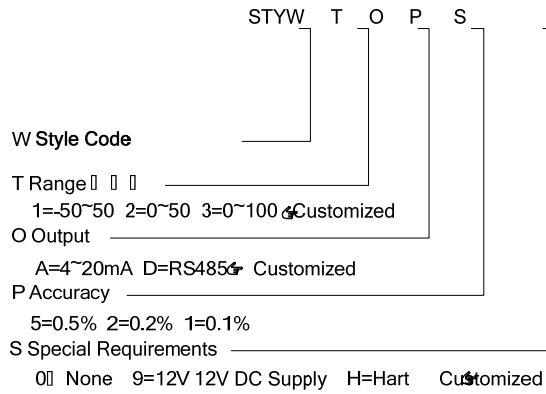 STYW T O P S
W Style Code
T Range
1=-50~50 2=0~50 3=0~100 Customized
O Output
A=4~20mA D=RS485 Customized
P Accuracy
5=0.5% 2=0.2% 1=0.1%
S Special Requirements
0 None 9=12V 12V DC Supply H=Hart Customized